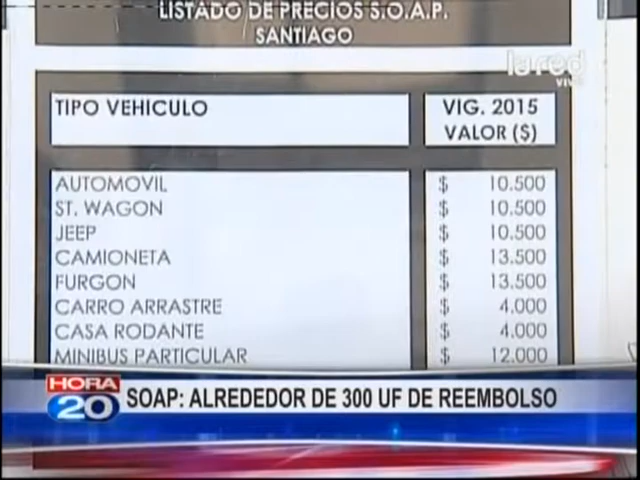 LISTADO DE PRECIOS S.O.A.P.
SANTIAGO
la red
VIVO
TIPO VEHICULO
VIG. 2015
VALOR ($)
AUTOMOVIL $ 10.500
ST. WAGON $ 10.500
JEEP $ 10.500
CAMIONETA $ 13.500
FURGON $ 13.500
CARRO ARRASTRE $ 4.000
CASA RODANTE $ 4.000
MINIBUS PARTICULAR $ 12.000
HORA
20
SOAP: ALREDEDOR DE 300 UF DE REEMBOLSO